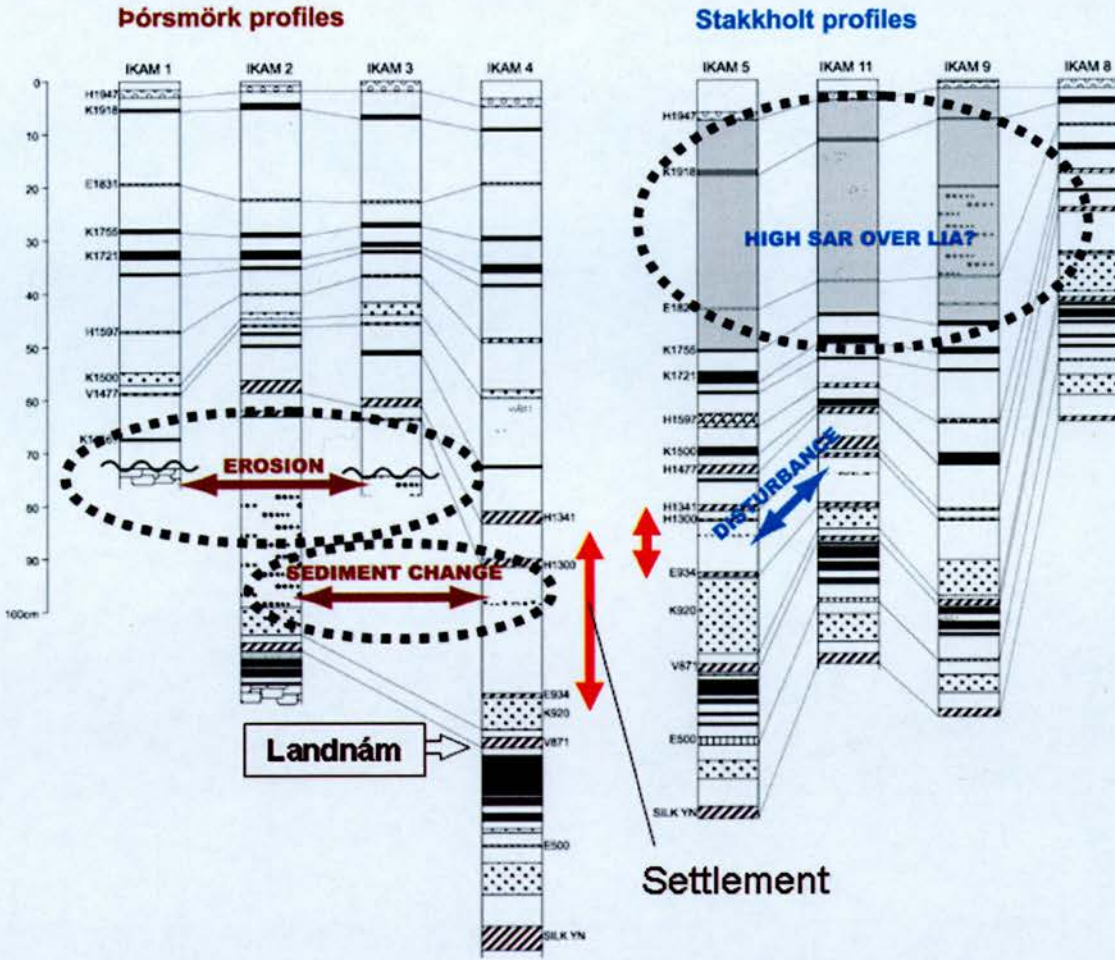 Þórsmörk profiles
Stakkholt profiles
IKAM 1
IKAM 2
IKAM 3
IKAM 4
IKAM 5
IKAM 11
IKAM 9
IKAM 8
0
10
20
30
40
50
60
70
80
90
100cm
H1947
K1918
E1831
K1755
K1721
H1597
K1500
V1477
EROSION
SEDIMENT CHANGE
H1341
H1300
E934
K920
V871
Landnám
E500
SILK YN
H1947
K1918
HIGH SAR OVER LIA?
K1755
K1721
H1597
K1500
H1477
H1341
H1300
DISTURBANCE
E934
K920
V871
E500
SILK YN
Settlement